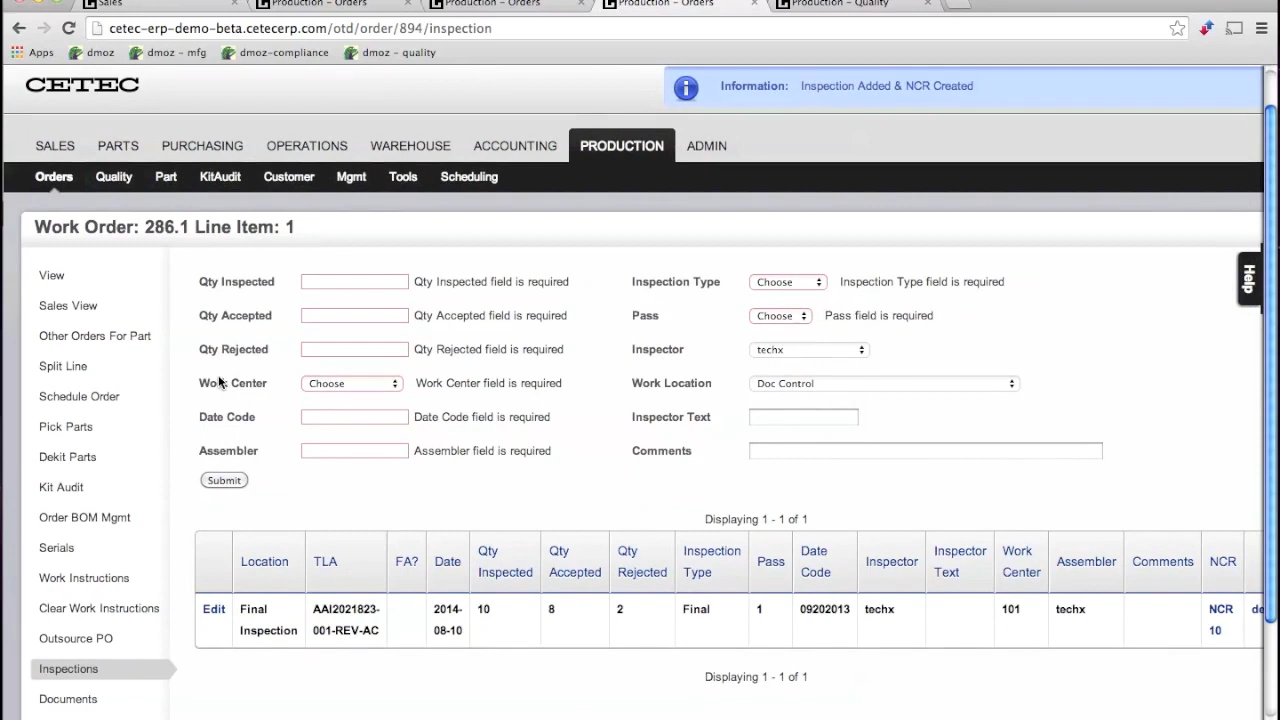 Sales × Production – Orders × Production – Orders × Production – Orders × Production – Quality ×
cetec-erp-demo-beta.cetecerp.com/otd/order/894/inspection
Apps dmoz dmoz - mfg dmoz-compliance dmoz - quality
CETEC
Information: Inspection Added & NCR Created
SALES PARTS PURCHASING OPERATIONS WAREHOUSE ACCOUNTING PRODUCTION ADMIN
Orders Quality Part KitAudit Customer Mgmt Tools Scheduling
Work Order: 286.1 Line Item: 1
Help
View
Sales View
Other Orders For Part
Split Line
Schedule Order
Pick Parts
Dekit Parts
Kit Audit
Order BOM Mgmt
Serials
Work Instructions
Clear Work Instructions
Outsource PO
Inspections
Documents
Qty Inspected Qty Inspected field is required Inspection Type Choose Inspection Type field is required
Qty Accepted Qty Accepted field is required Pass Choose Pass field is required
Qty Rejected Qty Rejected field is required Inspector techx
Work Center Choose Work Center field is required Work Location Doc Control
Date Code Date Code field is required Inspector Text
Assembler Assembler field is required Comments
Submit
Displaying 1 - 1 of 1
Location TLA FA? Date Qty Inspected Qty Accepted Qty Rejected Inspection Type Pass Date Code Inspector Inspector Text Work Center Assembler Comments NCR
Edit Final Inspection AAI2021823-001-REV-AC 2014-08-10 10 8 2 Final 1 09202013 techx 101 techx NCR 10 de
Displaying 1 - 1 of 1